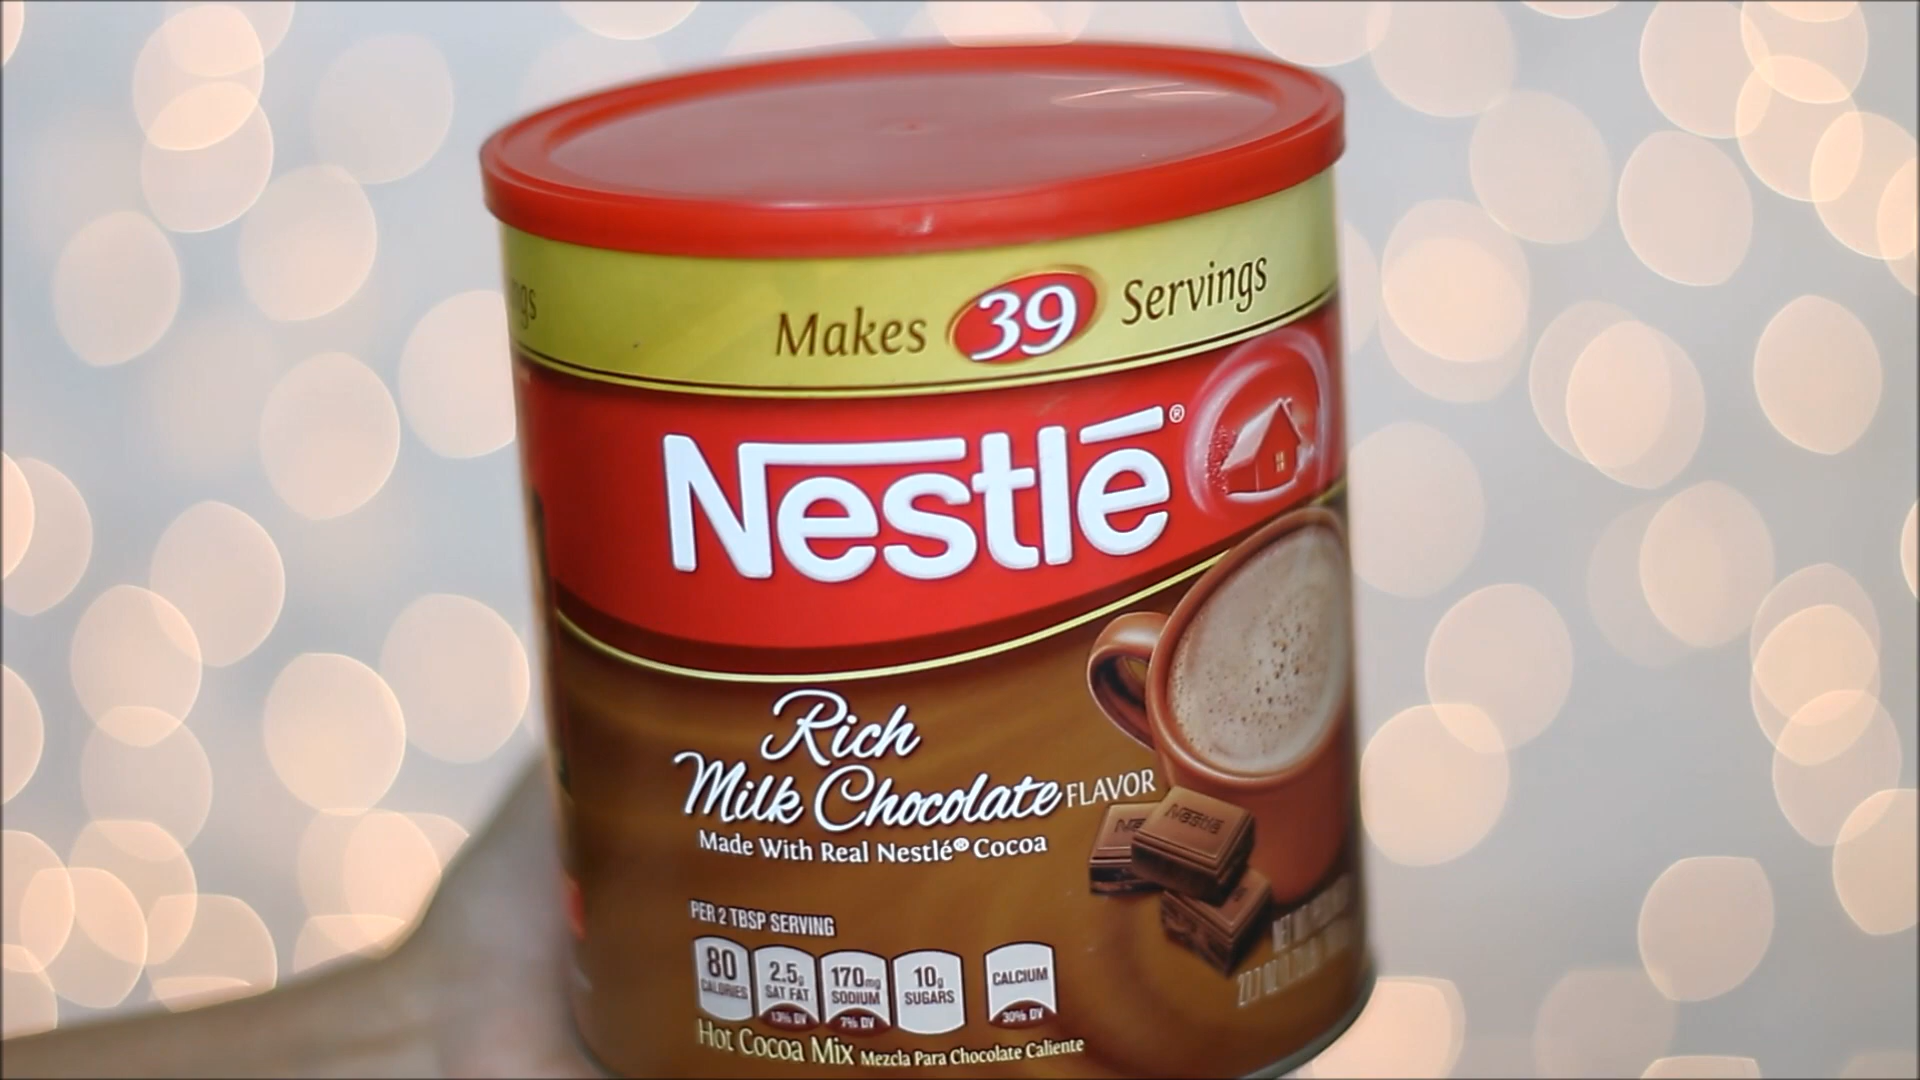 Makes 39 Servings
Nestlé®
Rich
Milk Chocolate FLAVOR
Made With Real Nestlé® Cocoa
Nestlé
PER 2 TBSP SERVING
80 CALORIES
2.5g SAT FAT 13% DV
170mg SODIUM 7% DV
10g SUGARS
CALCIUM 30% DV
Hot Cocoa Mix Mezcla Para Chocolate Caliente